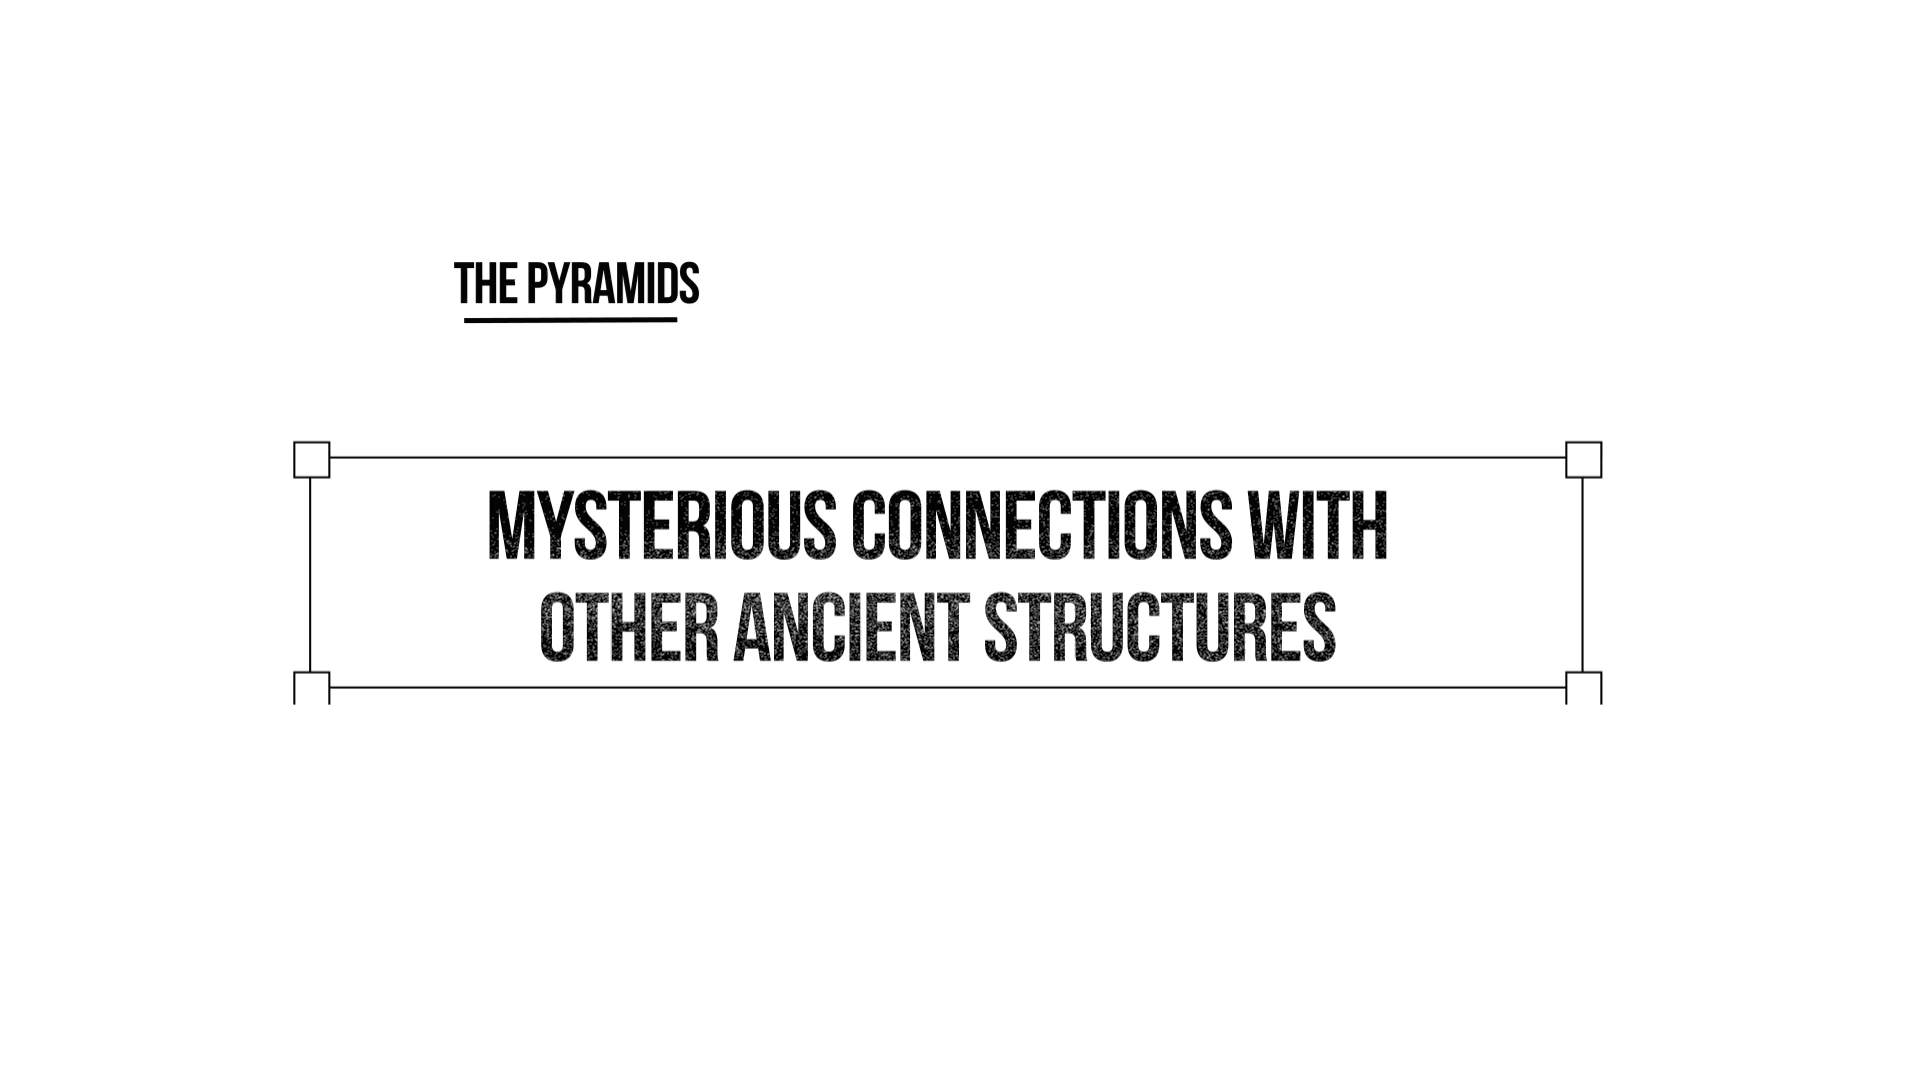 THE PYRAMIDS
MYSTERIOUS CONNECTIONS WITH
OTHER ANCIENT STRUCTURES